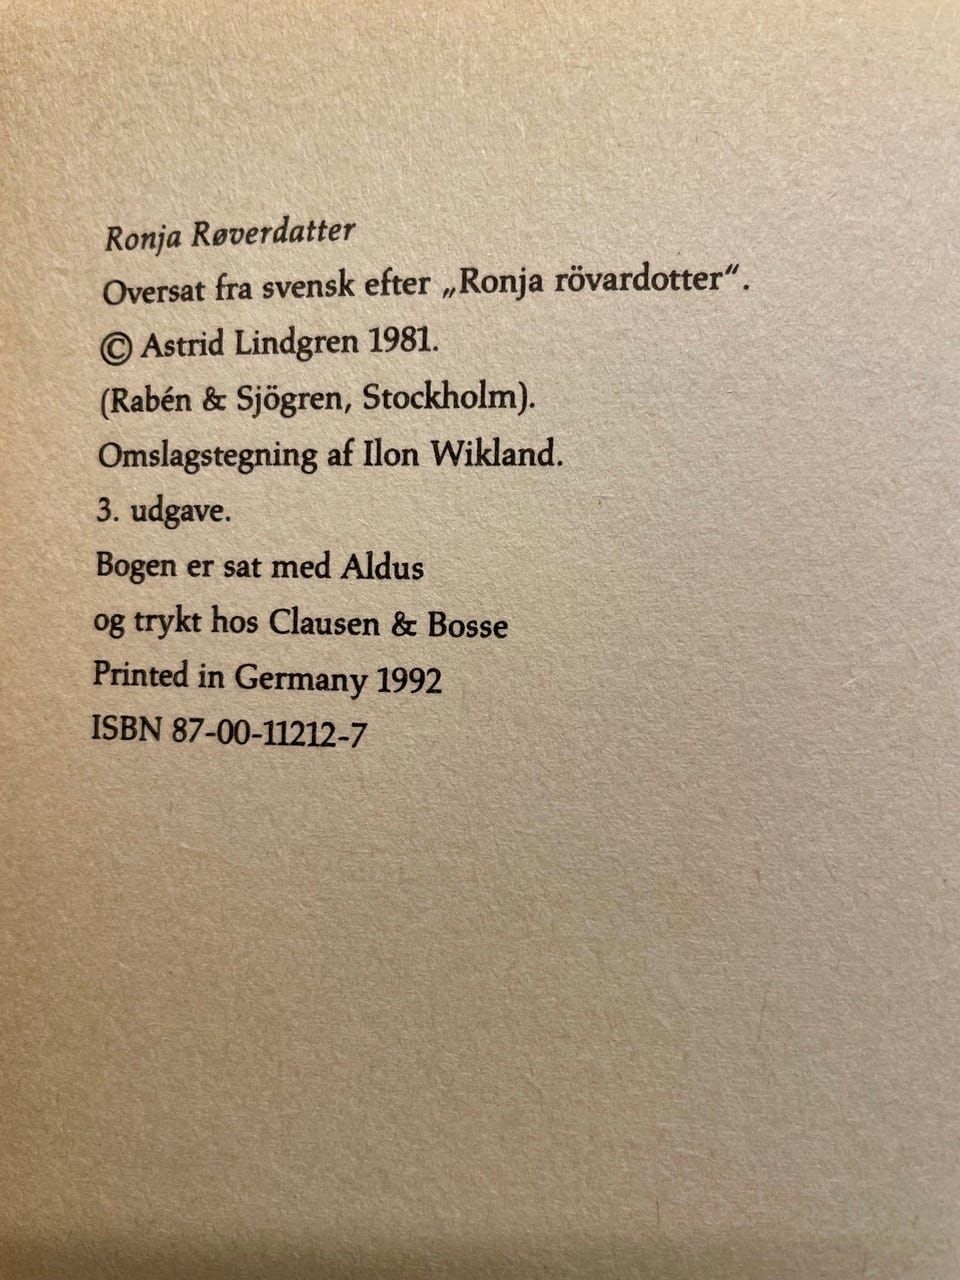 Ronja Røverdatter
Oversat fra svensk efter „Ronja rövardotter“.
© Astrid Lindgren 1981.
(Rabén & Sjögren, Stockholm).
Omslagstegning af Ilon Wikland.
3. udgave.
Bogen er sat med Aldus
og trykt hos Clausen & Bosse
Printed in Germany 1992
ISBN 87-00-11212-7